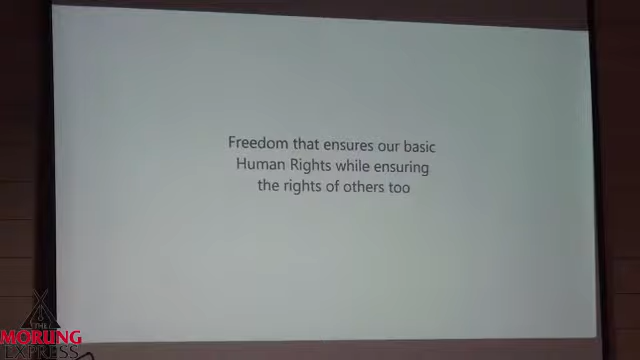 Freedom that ensures our basic
Human Rights while ensuring
the rights of others too
THE
MORUNG
EXPRESS